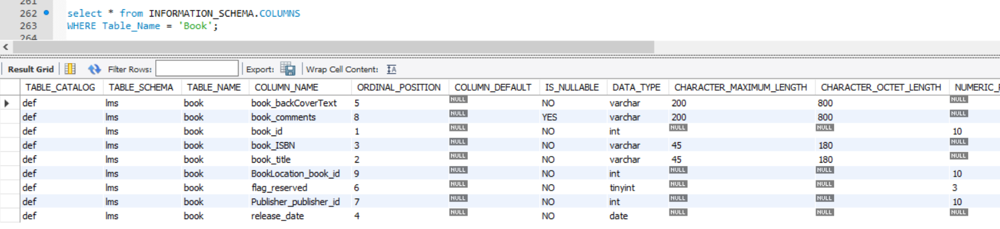 261
262 select * from INFORMATION_SCHEMA.COLUMNS
263 WHERE Table_Name = 'Book';
264
Result Grid Filter Rows: Export: Wrap Cell Content: IA
TABLE_CATALOG TABLE_SCHEMA TABLE_NAME COLUMN_NAME ORDINAL_POSITION COLUMN_DEFAULT IS_NULLABLE DATA_TYPE CHARACTER_MAXIMUM_LENGTH CHARACTER_OCTET_LENGTH NUMERIC_
def lms book book_backCoverText 5 NULL NO varchar 200 800 NULL
def lms book book_comments 8 NULL YES varchar 200 800 NULL
def lms book book_id 1 NULL NO int NULL NULL 10
def lms book book_ISBN 3 NULL NO varchar 45 180 NULL
def lms book book_title 2 NULL NO varchar 45 180 NULL
def lms book BookLocation_book_id 9 NULL NO int NULL NULL 10
def lms book flag_reserved 6 NULL NO tinyint NULL NULL 3
def lms book Publisher_publisher_id 7 NULL NO int NULL NULL 10
def lms book release_date 4 NULL NO date NULL NULL NULL